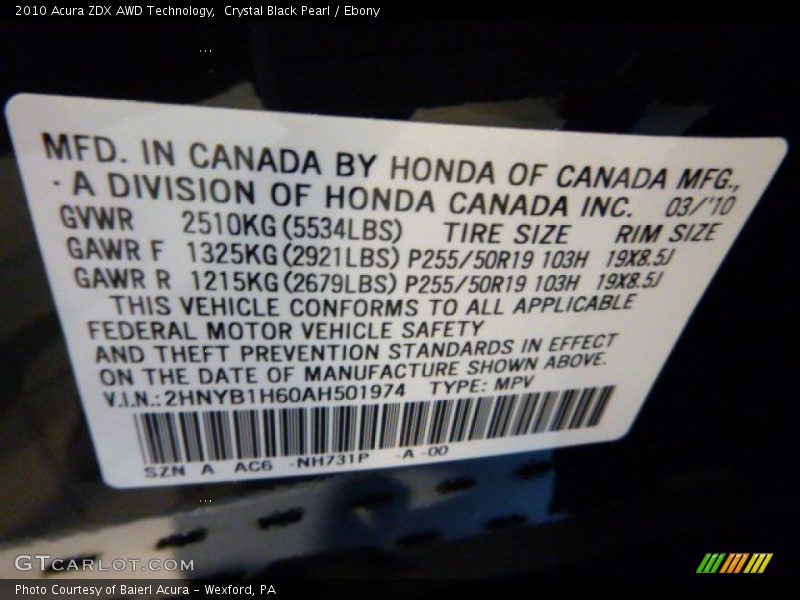 2010 Acura ZDX AWD Technology,  Crystal Black Pearl / Ebony
MFD. IN CANADA BY HONDA OF CANADA MFG.,
A DIVISION OF HONDA CANADA INC. 03/'10
GVWR 2510KG (5534LBS) TIRE SIZE RIM SIZE
GAWR F 1325KG (2921LBS) P255/50R19 103H 19X8.5J
GAWR R 1215KG (2679LBS) P255/50R19 103H 19X8.5J
THIS VEHICLE CONFORMS TO ALL APPLICABLE
FEDERAL MOTOR VEHICLE SAFETY
AND THEFT PREVENTION STANDARDS IN EFFECT
ON THE DATE OF MANUFACTURE SHOWN ABOVE.
V.I.N.: 2HNYB1H60AH501974 TYPE: MPV
SZN A AC6 -NH731P -A -00
GTCARLOT.COM
Photo Courtesy of Baierl Acura - Wexford, PA